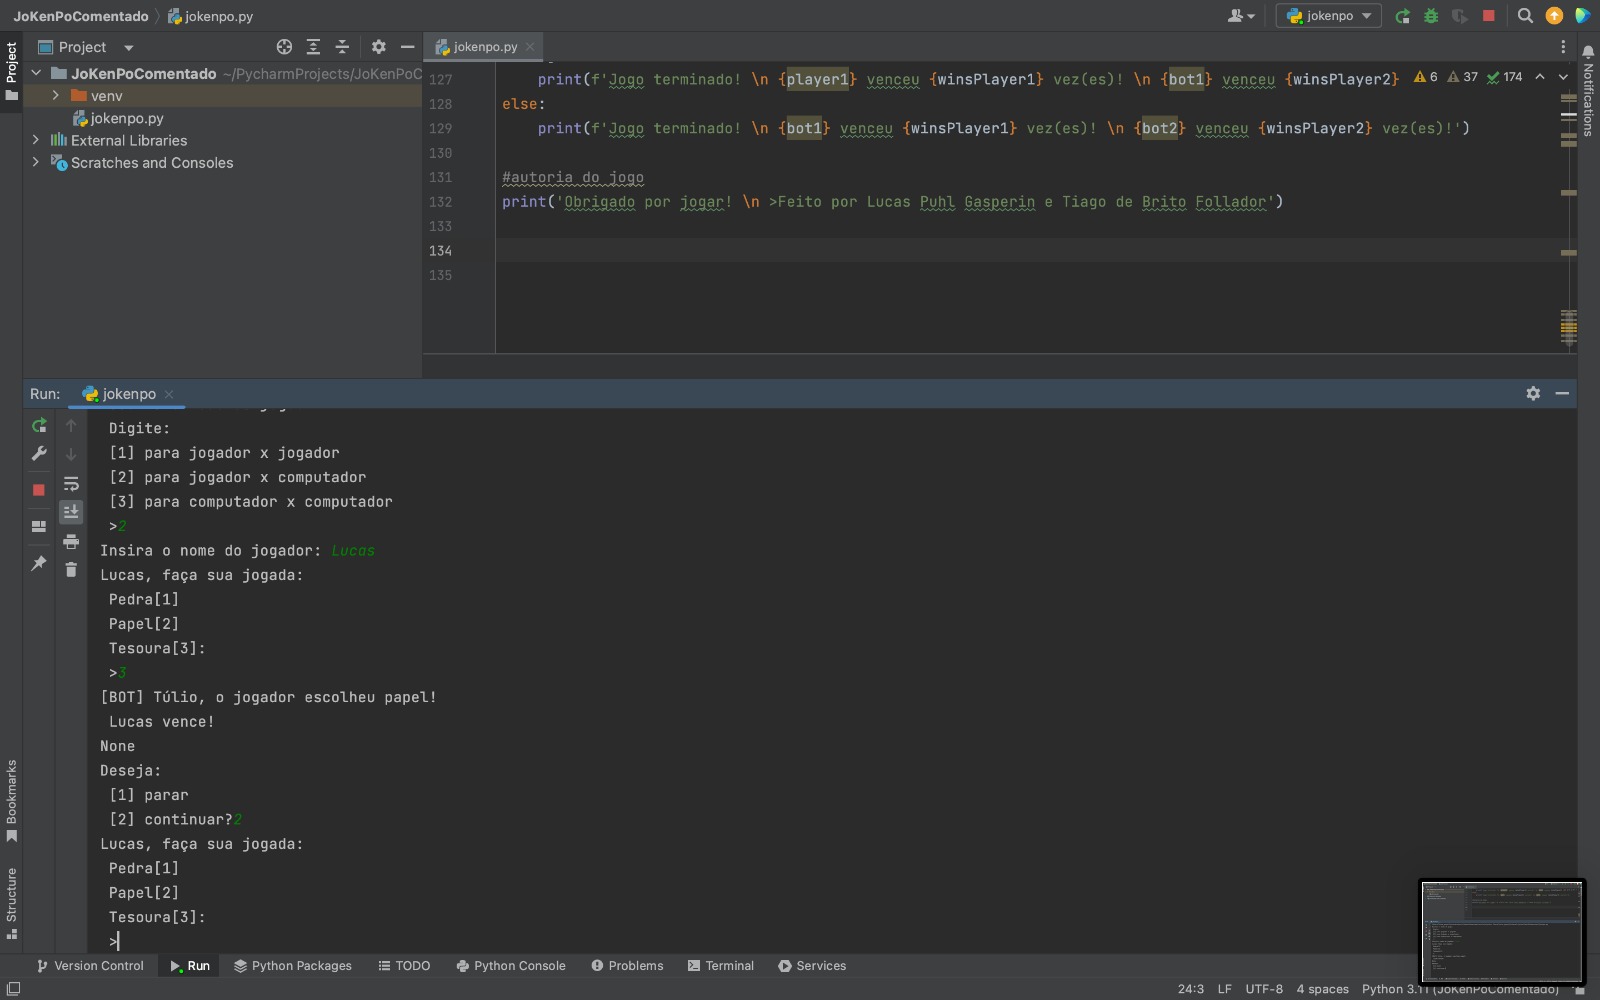 JoKenPoComentado
jokenpo.py
jokenpo
Project
Project
jokenpo.py
Notifications
JoKenPoComentado ~/PycharmProjects/JoKenPoC
venv
jokenpo.py
External Libraries
Scratches and Consoles
6 37 174
127 print(f'Jogo terminado! \n {player1} venceu {winsPlayer1} vez(es)! \n {bot1} venceu {winsPlayer2}
128 else:
129 print(f'Jogo terminado! \n {bot1} venceu {winsPlayer1} vez(es)! \n {bot2} venceu {winsPlayer2} vez(es)!')
130
131 #autoria do jogo
132 print('Obrigado por jogar! \n >Feito por Lucas Puhl Gasperin e Tiago de Brito Follador')
133
134
135
Run:
jokenpo
Digite:
[1] para jogador x jogador
[2] para jogador x computador
[3] para computador x computador
>2
Insira o nome do jogador: Lucas
Lucas, faça sua jogada:
Pedra[1]
Papel[2]
Tesoura[3]:
>3
[BOT] Túlio, o jogador escolheu papel!
Lucas vence!
None
Deseja:
[1] parar
[2] continuar?2
Lucas, faça sua jogada:
Pedra[1]
Papel[2]
Tesoura[3]:
>
Bookmarks
Structure
Version Control
Run
Python Packages
TODO
Python Console
Problems
Terminal
Services
24:3 LF UTF-8 4 spaces Python 3.11 (JoKenPoComentado)